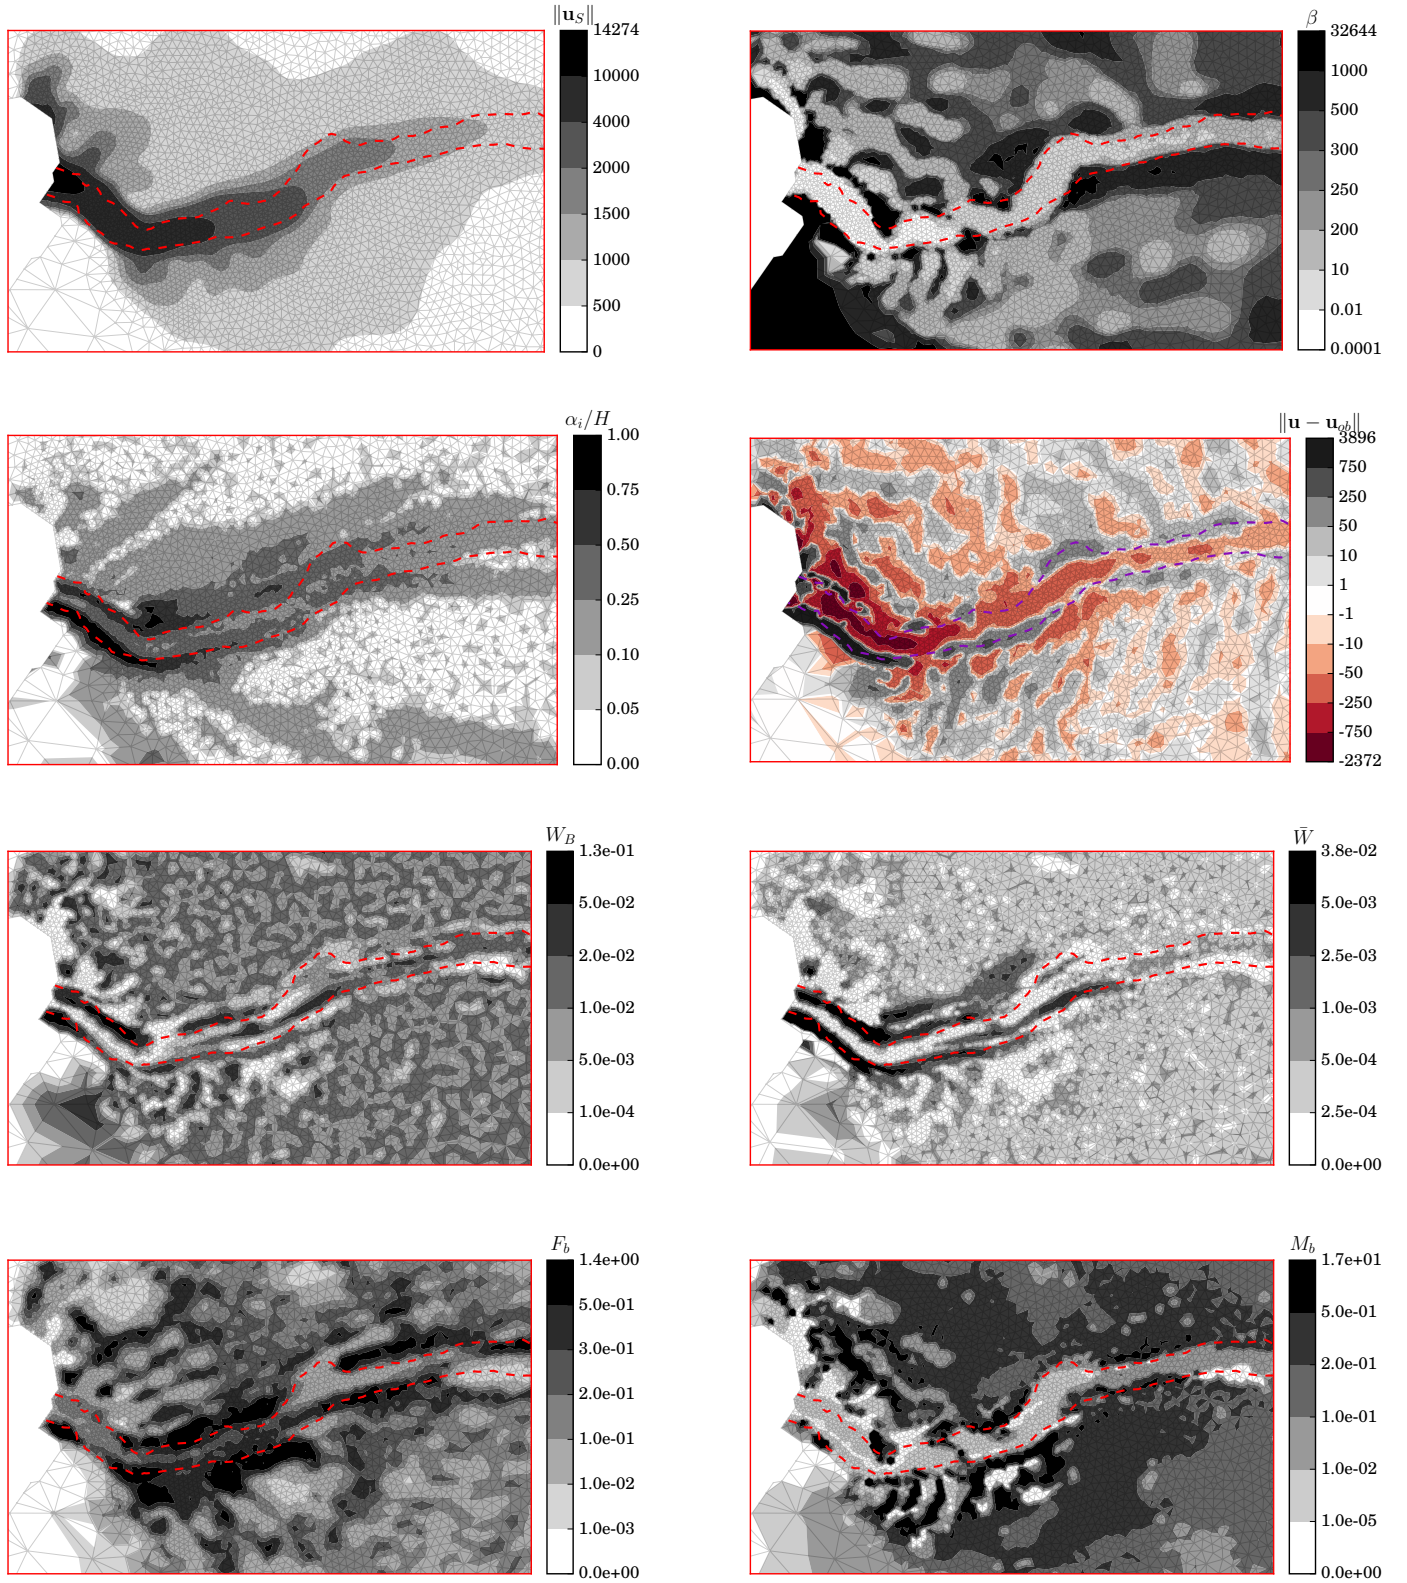 ‖u_S‖
14274
10000
4000
2000
1500
1000
500
0
β
32644
1000
500
300
250
200
10
0.01
0.0001
α_i/H
1.00
0.75
0.50
0.25
0.10
0.05
0.00
‖u − u_ob‖
3896
750
250
50
10
1
-1
-10
-50
-250
-750
-2372
W_B
1.3e-01
5.0e-02
2.0e-02
1.0e-02
5.0e-03
1.0e-04
0.0e+00
W̄
3.8e-02
5.0e-03
2.5e-03
1.0e-03
5.0e-04
2.5e-04
0.0e+00
F_b
1.4e+00
5.0e-01
3.0e-01
2.0e-01
1.0e-01
1.0e-02
1.0e-03
0.0e+00
M_b
1.7e+01
5.0e-01
2.0e-01
1.0e-01
1.0e-02
1.0e-05
0.0e+00